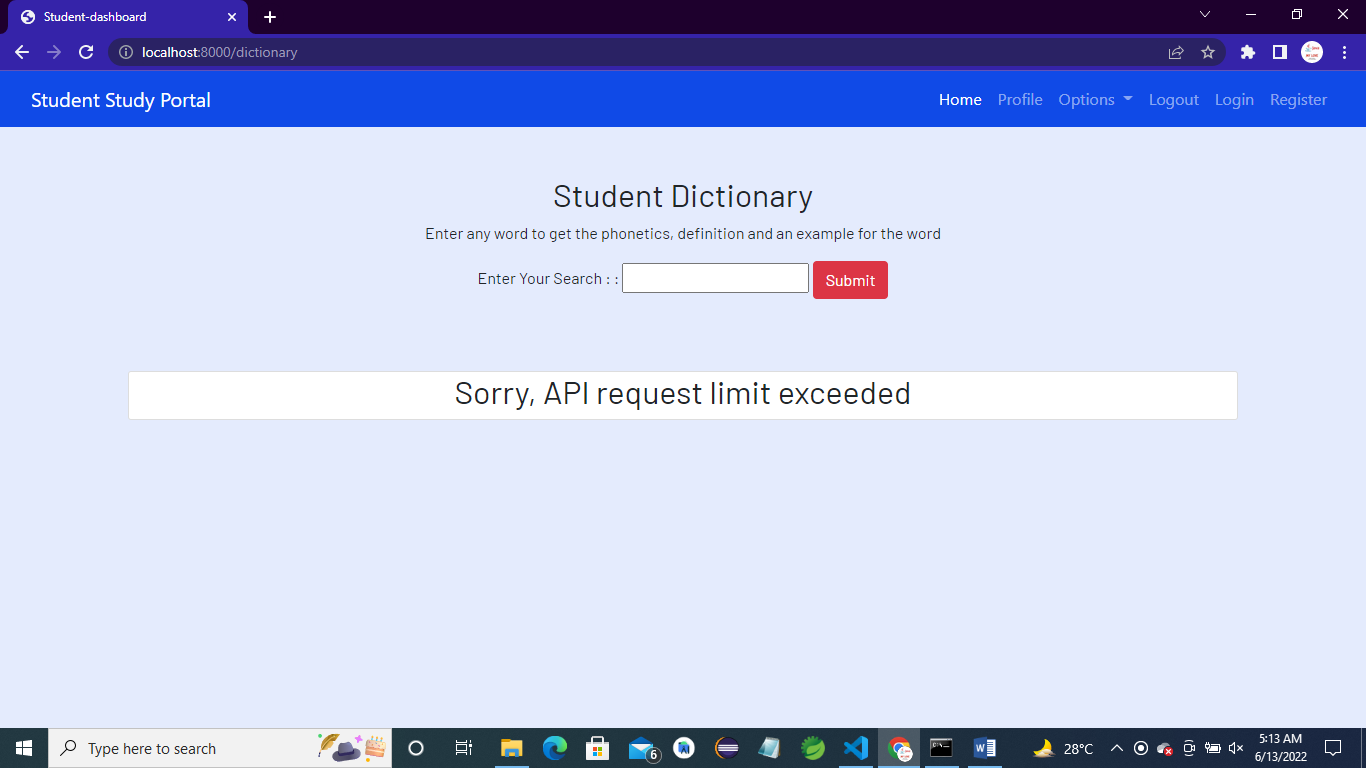 Student-dashboard
localhost:8000/dictionary
Student Study Portal
Home Profile Options Logout Login Register
Student Dictionary
Enter any word to get the phonetics, definition and an example for the word
Enter Your Search : : Submit
Sorry, API request limit exceeded
Type here to search
6
28°C
5:13 AM
6/13/2022